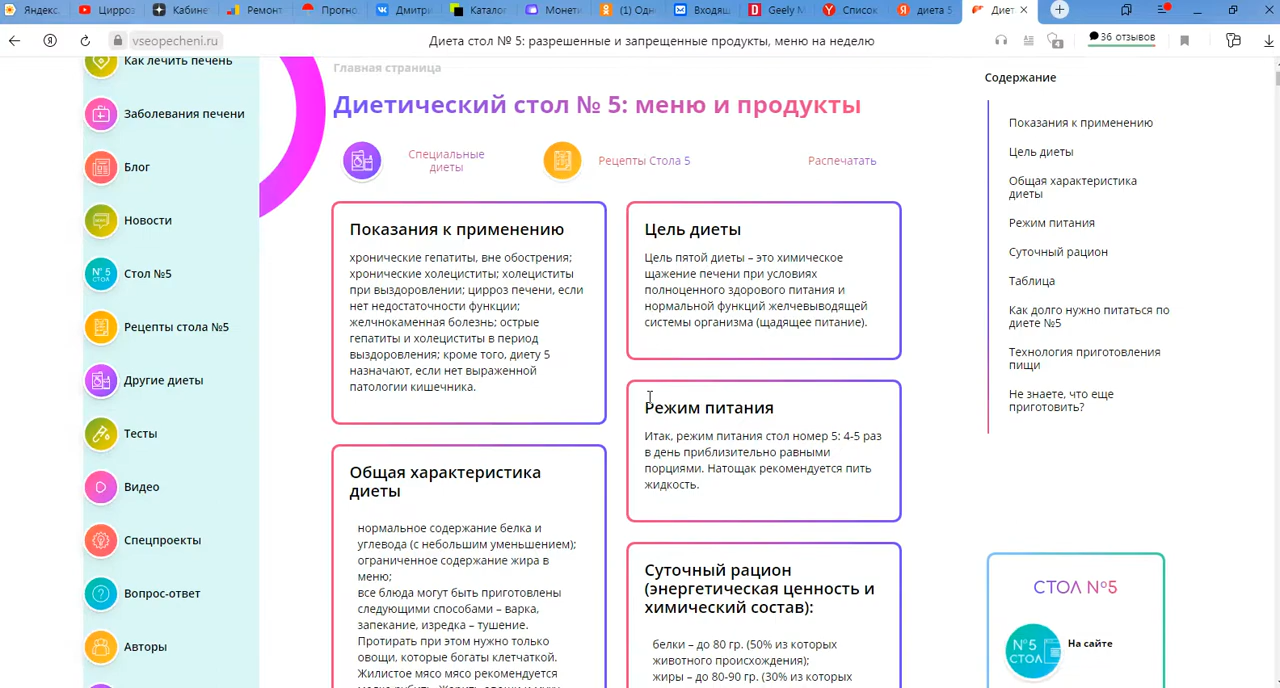 Яндекс.
Цирроз
Кабине
Ремонт
Прогно
Дмитри
Каталог
Монети
(1) Одн
Входящ
Geely M
Список
диета 5
Дие
vseopecheni.ru
Диета стол № 5: разрешенные и запрещенные продукты, меню на неделю
36 отзывов
4
Как лечить печень
Заболевания печени
Блог
Новости
№ 5
СТОЛ
Стол №5
Рецепты стола №5
Другие диеты
Тесты
Видео
Спецпроекты
Вопрос-ответ
Авторы
Главная страница
Диетический стол № 5: меню и продукты
Специальные
диеты
Рецепты Стола 5
Распечатать
Показания к применению
хронические гепатиты, вне обострения;
хронические холециститы; холециститы
при выздоровлении; цирроз печени, если
нет недостаточности функции;
желчнокаменная болезнь; острые
гепатиты и холециститы в период
выздоровления; кроме того, диету 5
назначают, если нет выраженной
патологии кишечника.
Общая характеристика
диеты
нормальное содержание белка и
углевода (с небольшим уменьшением);
ограниченное содержание жира в
меню;
все блюда могут быть приготовлены
следующими способами – варка,
запекание, изредка – тушение.
Протирать при этом нужно только
овощи, которые богаты клетчаткой.
Жилистое мясо мясо рекомендуется
Цель диеты
Цель пятой диеты – это химическое
щажение печени при условиях
полноценного здорового питания и
нормальной функций желчевыводящей
системы организма (щадящее питание).
Режим питания
Итак, режим питания стол номер 5: 4-5 раз
в день приблизительно равными
порциями. Натощак рекомендуется пить
жидкость.
Суточный рацион
(энергетическая ценность и
химический состав):
белки – до 80 гр. (50% из которых
животного происхождения);
жиры – до 80-90 гр. (30% из которых
Содержание
Показания к применению
Цель диеты
Общая характеристика
диеты
Режим питания
Суточный рацион
Таблица
Как долго нужно питаться по
диете №5
Технология приготовления
пищи
Не знаете, что еще
приготовить?
СТОЛ №5
№5
СТОЛ
На сайте